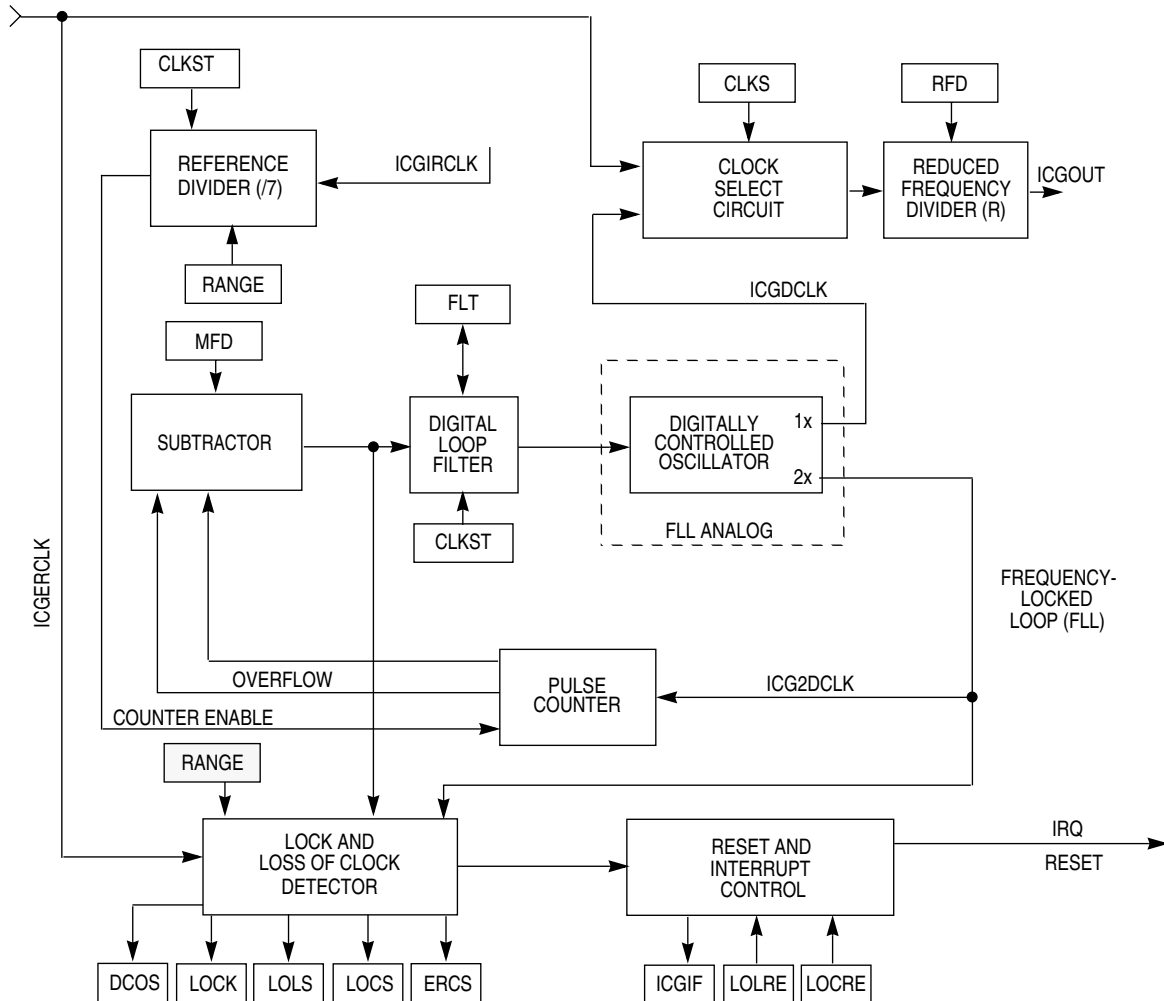 CLKST
CLKS
RFD
REFERENCE
DIVIDER (/7)
ICGIRCLK
CLOCK
SELECT
CIRCUIT
REDUCED
FREQUENCY
DIVIDER (R)
ICGOUT
RANGE
FLT
ICGDCLK
MFD
SUBTRACTOR
DIGITAL
LOOP
FILTER
DIGITALLY
CONTROLLED
OSCILLATOR
1x
2x
FLL ANALOG
CLKST
ICGERCLK
FREQUENCY-
LOCKED
LOOP (FLL)
OVERFLOW
PULSE
COUNTER
ICG2DCLK
COUNTER ENABLE
RANGE
LOCK AND
LOSS OF CLOCK
DETECTOR
RESET AND
INTERRUPT
CONTROL
IRQ
RESET
DCOS
LOCK
LOLS
LOCS
ERCS
ICGIF
LOLRE
LOCRE